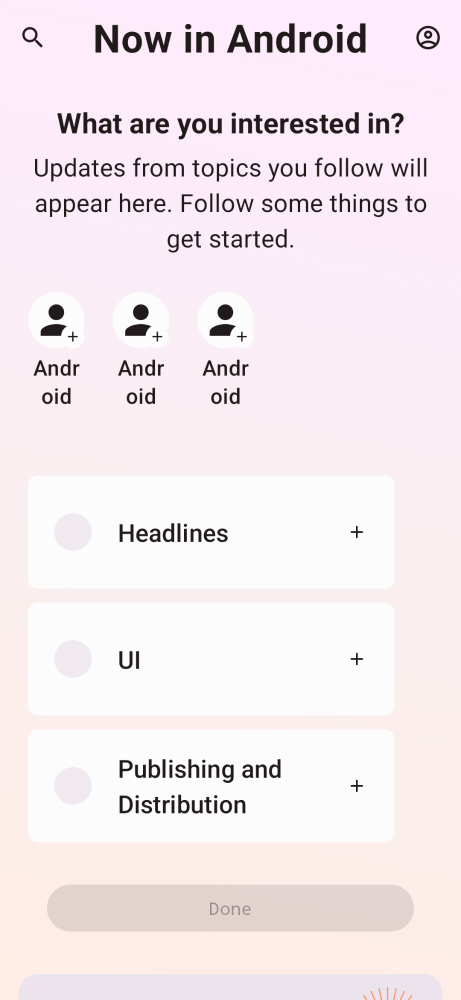 Now in Android
What are you interested in?
Updates from topics you follow will
appear here. Follow some things to
get started.
Andr Andr Andr
oid oid oid
Headlines
UI
Publishing and
Distribution
Done